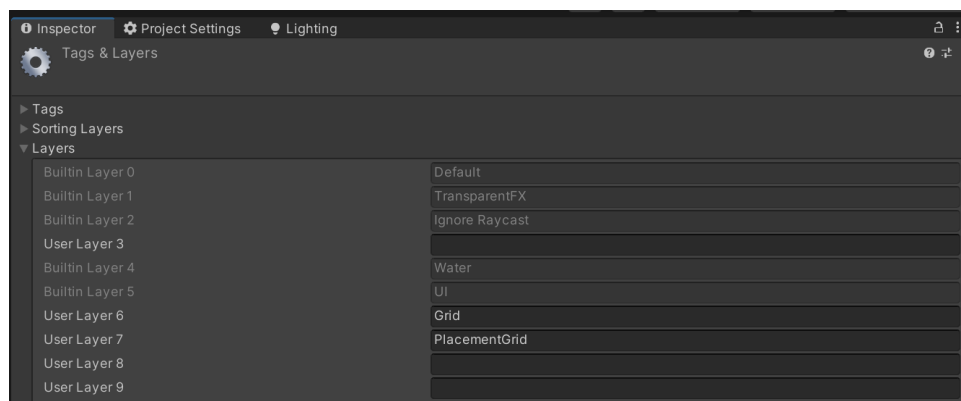 Inspector Project Settings Lighting
Tags & Layers
Tags
Sorting Layers
Layers
Builtin Layer 0 Default
Builtin Layer 1 TransparentFX
Builtin Layer 2 Ignore Raycast
User Layer 3
Builtin Layer 4 Water
Builtin Layer 5 UI
User Layer 6 Grid
User Layer 7 PlacementGrid
User Layer 8
User Layer 9